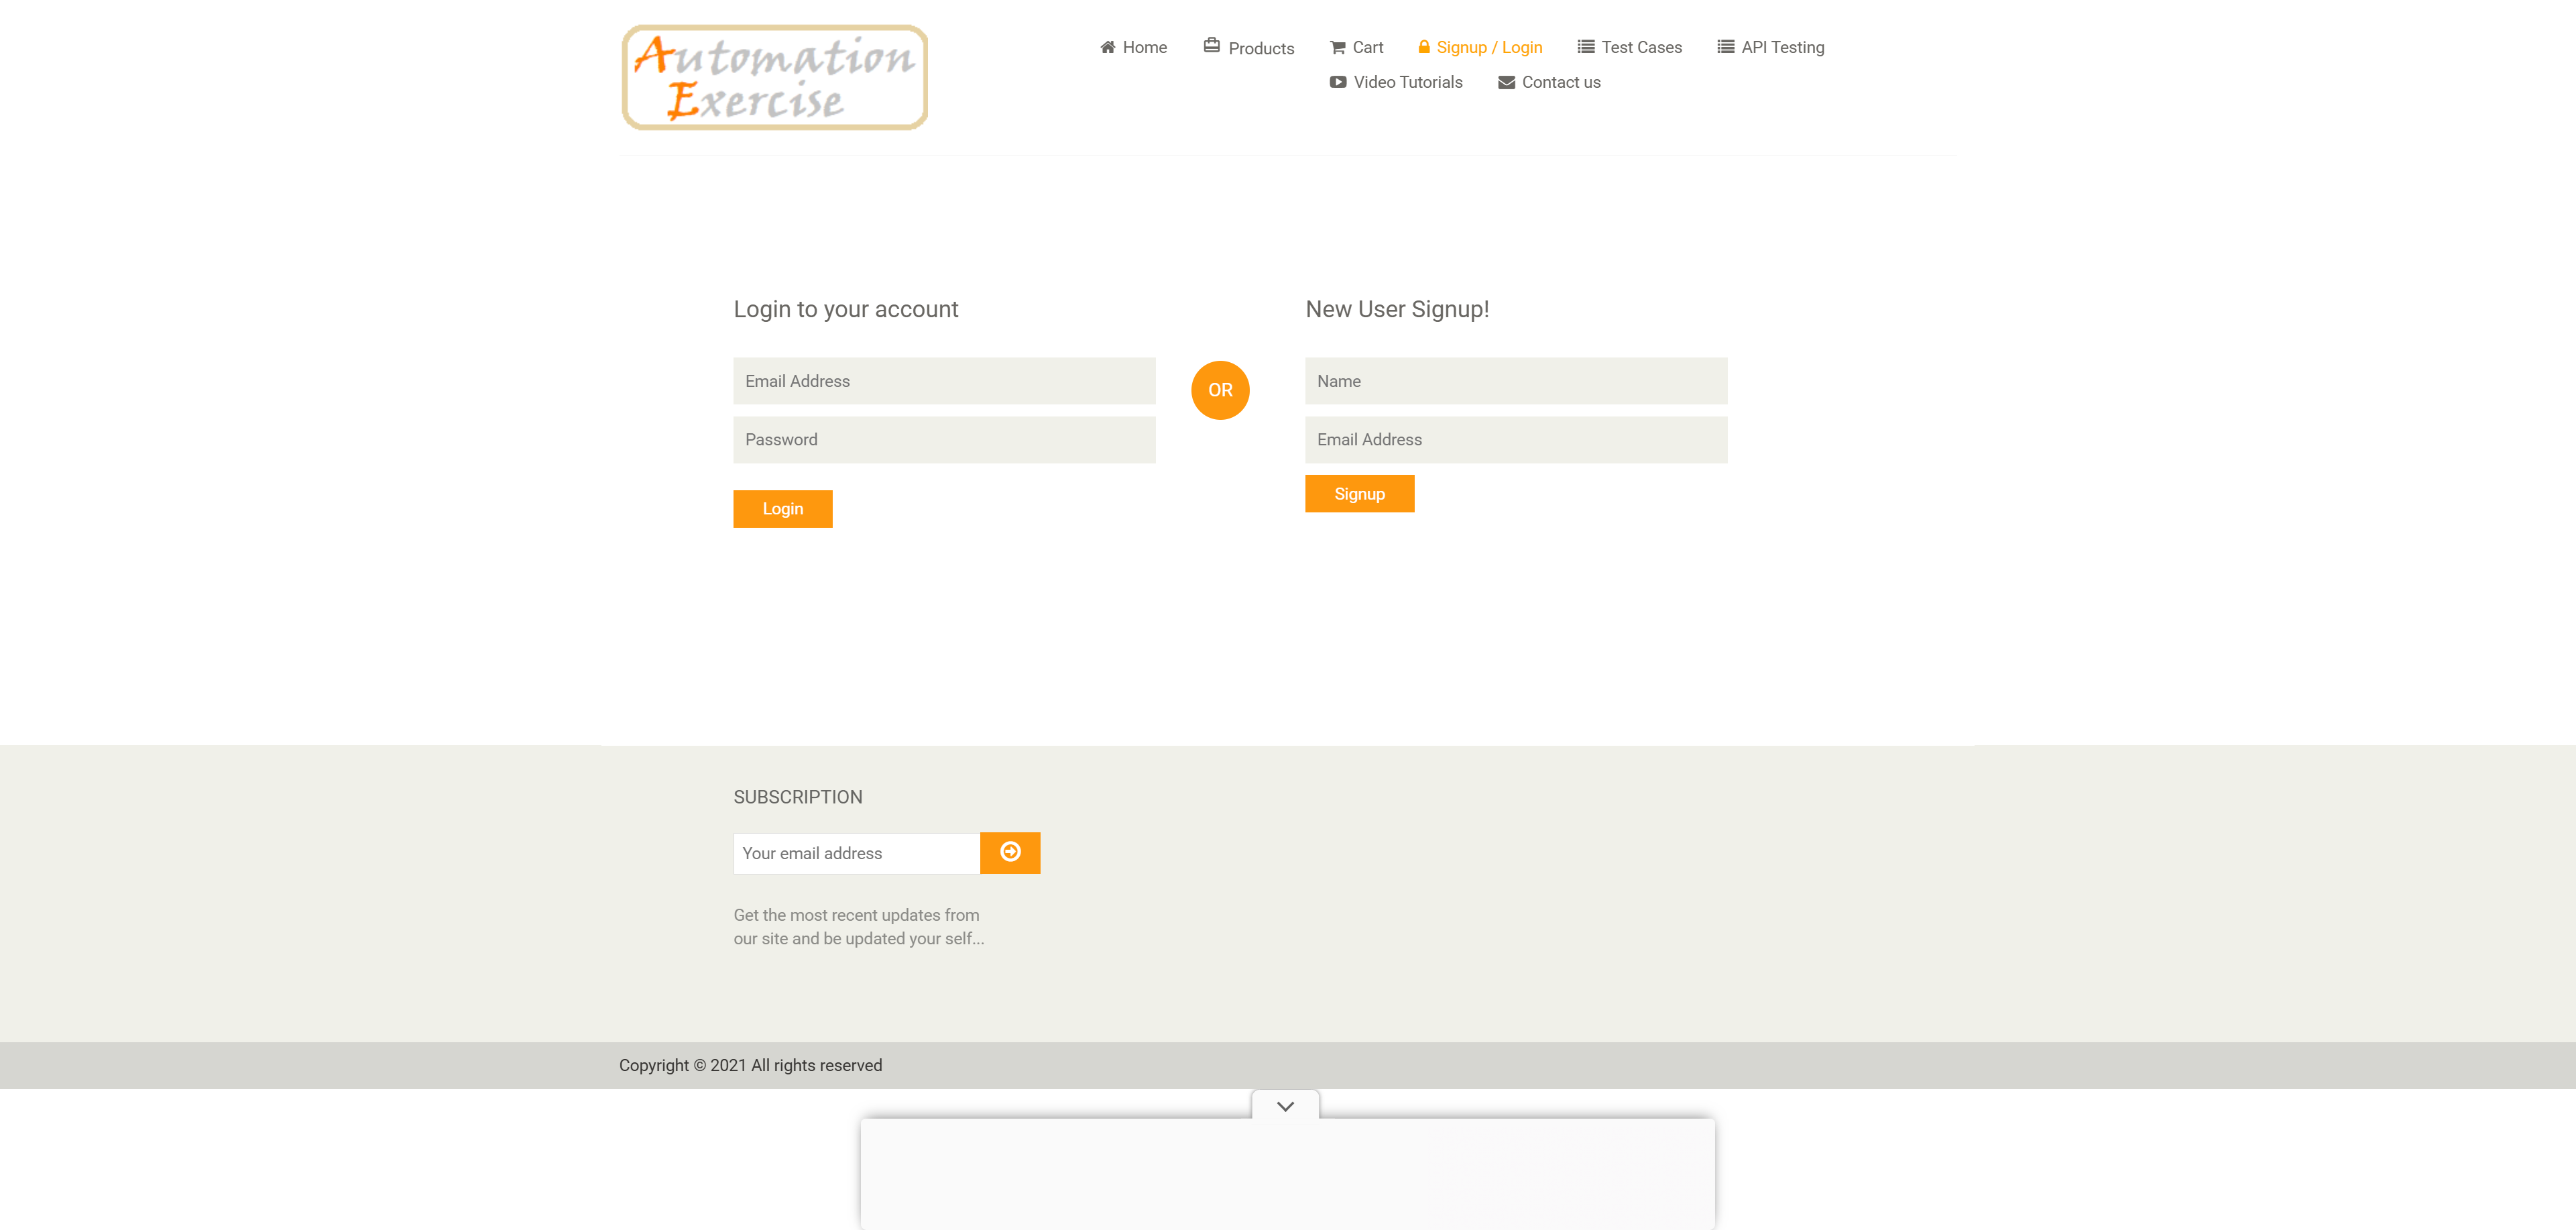 Automation
Exercise
Home Products Cart Signup / Login Test Cases API Testing
Video Tutorials Contact us
Login to your account
Email Address
Password
Login
OR
New User Signup!
Name
Email Address
Signup
SUBSCRIPTION
Your email address
Get the most recent updates from
our site and be updated your self...
Copyright © 2021 All rights reserved